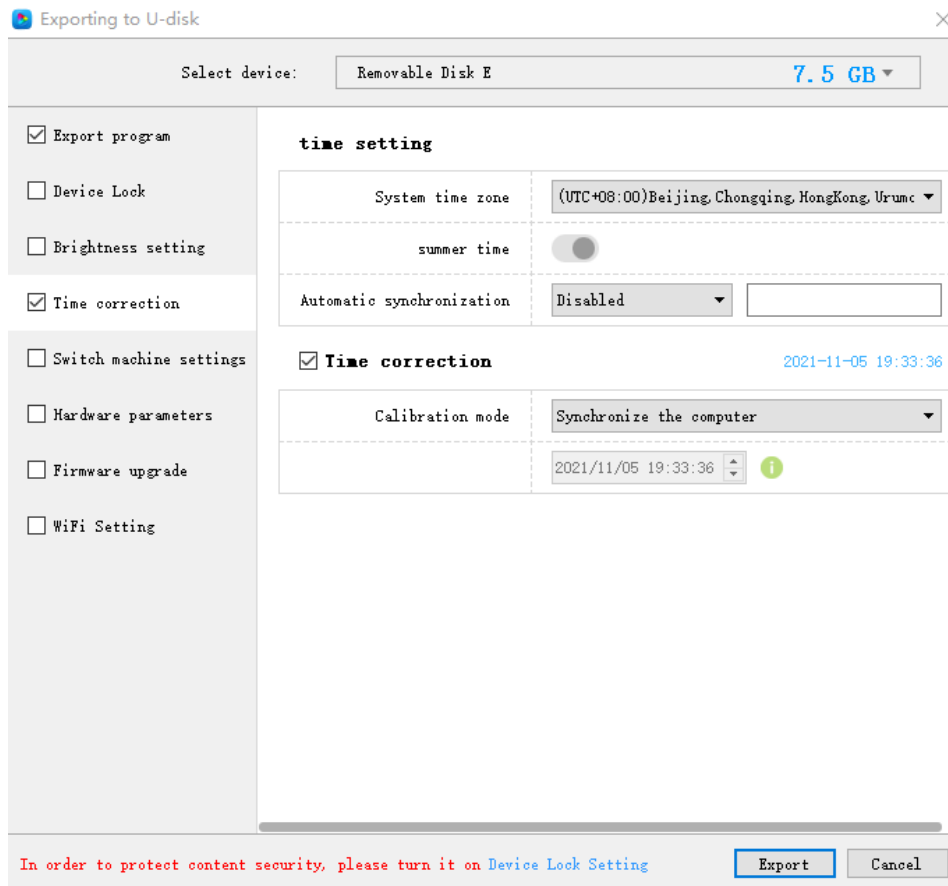 Exporting to U-disk
Select device: Removable Disk E 7.5 GB
Export program
Device Lock
Brightness setting
Time correction
Switch machine settings
Hardware parameters
Firmware upgrade
WiFi Setting
time setting
System time zone (UTC+08:00)Beijing,Chongqing,HongKong,Urumc
summer time
Automatic synchronization Disabled
Time correction 2021-11-05 19:33:36
Calibration mode Synchronize the computer
2021/11/05 19:33:36
In order to protect content security, please turn it on Device Lock Setting Export Cancel